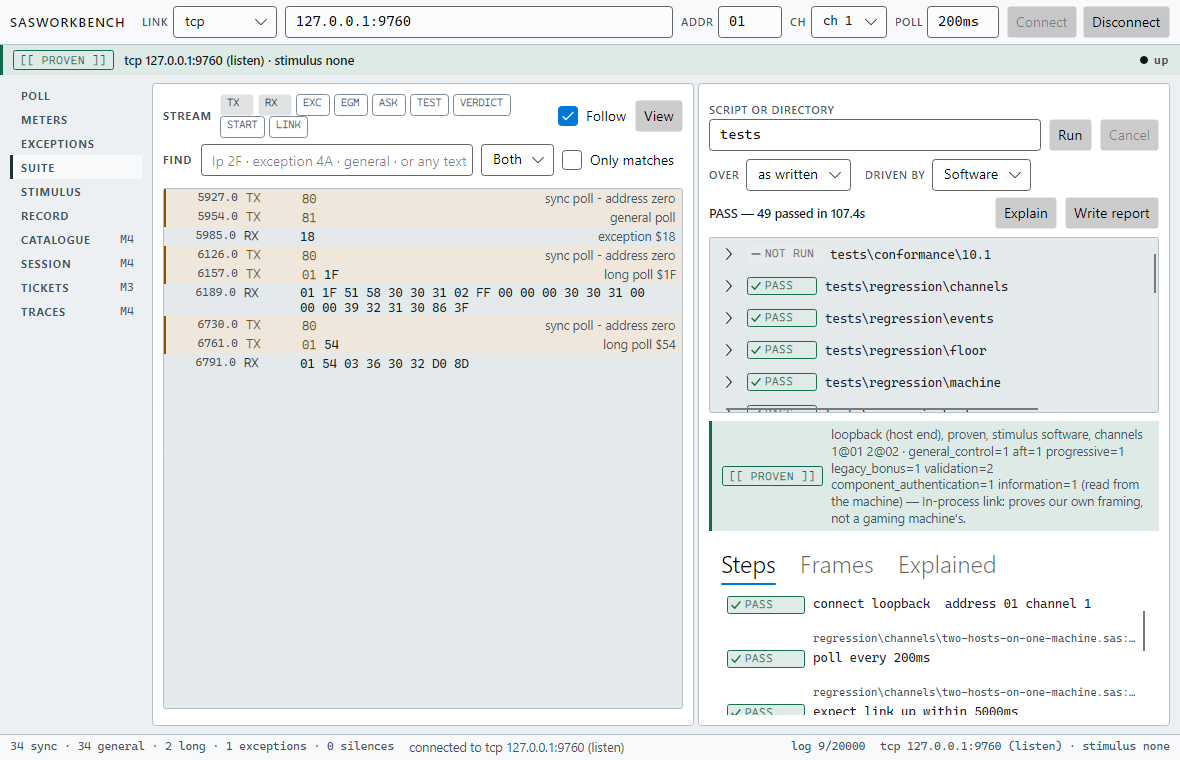 SASWORKBENCH LINK tcp 127.0.0.1:9760 ADDR 01 CH ch 1 POLL 200ms Connect Disconnect
[[ PROVEN ]] tcp 127.0.0.1:9760 (listen) · stimulus none ● up
POLL
METERS
EXCEPTIONS
SUITE
STIMULUS
RECORD
CATALOGUE M4
SESSION M4
TICKETS M3
TRACES M4
STREAM TX RX EXC EGM ASK TEST VERDICT
START LINK
Follow View
FIND lp 2F · exception 4A · general · or any text Both Only matches
5927.0 TX 80 sync poll - address zero
5954.0 TX 81 general poll
5985.0 RX 18 exception $18
6126.0 TX 80 sync poll - address zero
6157.0 TX 01 1F long poll $1F
6189.0 RX 01 1F 51 58 30 30 31 02 FF 00 00 00 30 30 31 00
00 00 39 32 31 30 86 3F
6730.0 TX 80 sync poll - address zero
6761.0 TX 01 54 long poll $54
6791.0 RX 01 54 03 36 30 32 D0 8D
SCRIPT OR DIRECTORY
tests Run Cancel
OVER as written DRIVEN BY Software
PASS — 49 passed in 107.4s Explain Write report
— NOT RUN tests\conformance\10.1
PASS tests\regression\channels
PASS tests\regression\events
PASS tests\regression\floor
PASS tests\regression\machine
[[ PROVEN ]]
loopback (host end), proven, stimulus software, channels
1@01 2@02 · general_control=1 aft=1 progressive=1
legacy_bonus=1 validation=2
component_authentication=1 information=1 (read from
the machine) — In-process link: proves our own framing,
not a gaming machine's.
Steps Frames Explained
PASS connect loopback address 01 channel 1
regression\channels\two-hosts-on-one-machine.sas:…
PASS poll every 200ms
regression\channels\two-hosts-on-one-machine.sas:…
PASS expect link up within 5000ms
34 sync · 34 general · 2 long · 1 exceptions · 0 silences connected to tcp 127.0.0.1:9760 (listen) log 9/20000 tcp 127.0.0.1:9760 (listen) · stimulus none